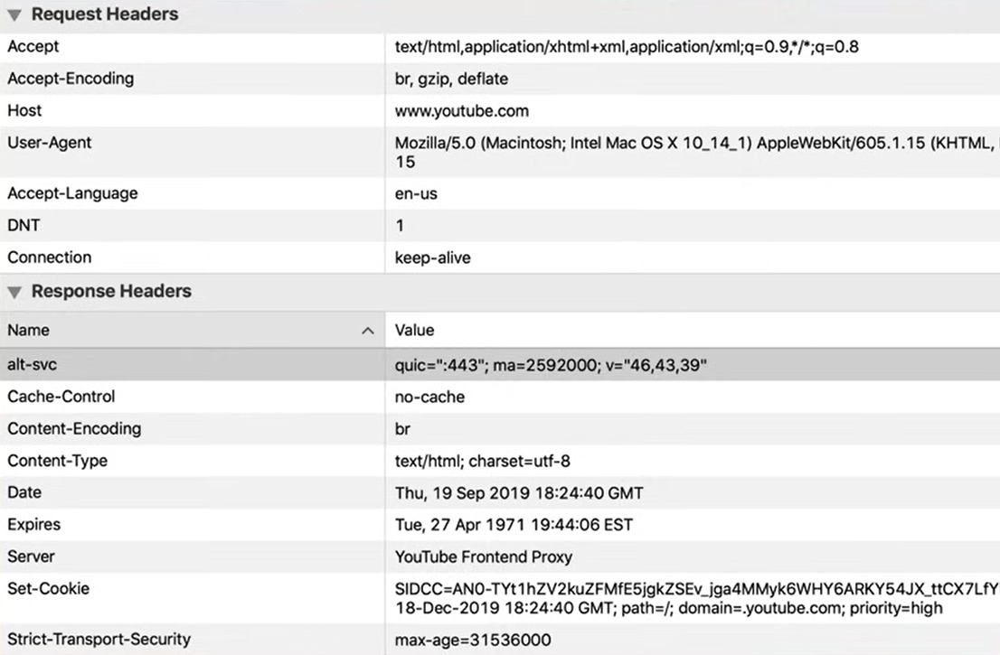 Request Headers
Accept text/html,application/xhtml+xml,application/xml;q=0.9,*/*;q=0.8
Accept-Encoding br, gzip, deflate
Host www.youtube.com
User-Agent Mozilla/5.0 (Macintosh; Intel Mac OS X 10_14_1) AppleWebKit/605.1.15 (KHTML,
15
Accept-Language en-us
DNT 1
Connection keep-alive
Response Headers
Name Value
alt-svc quic=":443"; ma=2592000; v="46,43,39"
Cache-Control no-cache
Content-Encoding br
Content-Type text/html; charset=utf-8
Date Thu, 19 Sep 2019 18:24:40 GMT
Expires Tue, 27 Apr 1971 19:44:06 EST
Server YouTube Frontend Proxy
Set-Cookie SIDCC=AN0-TYt1hZV2kuZFMfE5jgkZSEv_jga4MMyk6WHY6ARKY54JX_ttCX7LfY
18-Dec-2019 18:24:40 GMT; path=/; domain=.youtube.com; priority=high
Strict-Transport-Security max-age=31536000